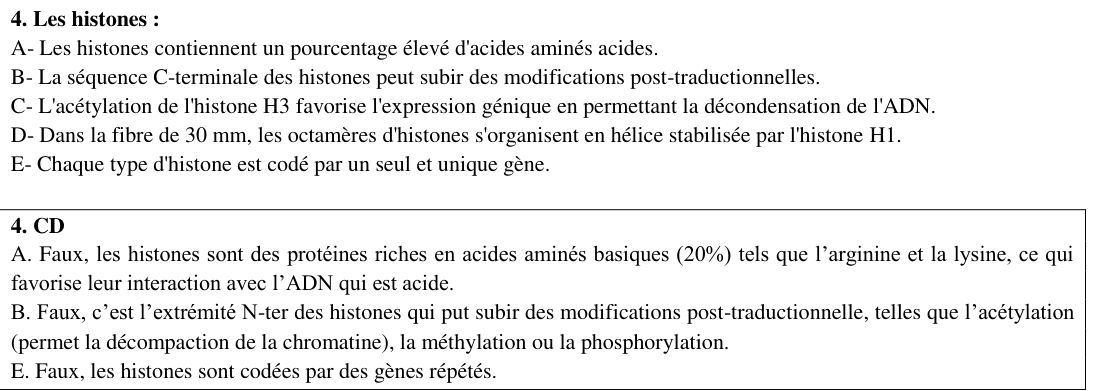 4. Les histones :
A- Les histones contiennent un pourcentage élevé d'acides aminés acides.
B- La séquence C-terminale des histones peut subir des modifications post-traductionnelles.
C- L'acétylation de l'histone H3 favorise l'expression génique en permettant la décondensation de l'ADN.
D- Dans la fibre de 30 mm, les octamères d'histones s'organisent en hélice stabilisée par l'histone H1.
E- Chaque type d'histone est codé par un seul et unique gène.
4. CD
A. Faux, les histones sont des protéines riches en acides aminés basiques (20%) tels que l’arginine et la lysine, ce qui
favorise leur interaction avec l’ADN qui est acide.
B. Faux, c’est l’extrémité N-ter des histones qui put subir des modifications post-traductionnelle, telles que l’acétylation
(permet la décompaction de la chromatine), la méthylation ou la phosphorylation.
E. Faux, les histones sont codées par des gènes répétés.